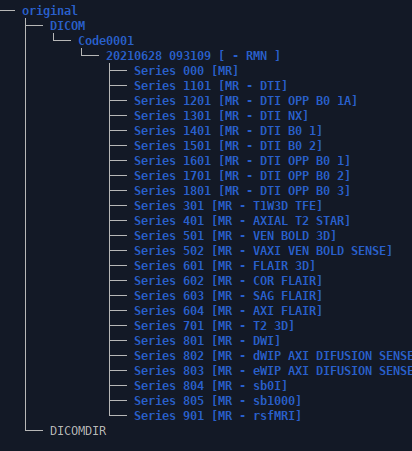 original
DICOM
Code0001
20210628 093109 [ - RMN ]
Series 000 [MR]
Series 1101 [MR - DTI]
Series 1201 [MR - DTI OPP B0 1A]
Series 1301 [MR - DTI NX]
Series 1401 [MR - DTI B0 1]
Series 1501 [MR - DTI B0 2]
Series 1601 [MR - DTI OPP B0 1]
Series 1701 [MR - DTI OPP B0 2]
Series 1801 [MR - DTI OPP B0 3]
Series 301 [MR - T1W3D TFE]
Series 401 [MR - AXIAL T2 STAR]
Series 501 [MR - VEN BOLD 3D]
Series 502 [MR - VAXI VEN BOLD SENSE]
Series 601 [MR - FLAIR 3D]
Series 602 [MR - COR FLAIR]
Series 603 [MR - SAG FLAIR]
Series 604 [MR - AXI FLAIR]
Series 701 [MR - T2 3D]
Series 801 [MR - DWI]
Series 802 [MR - dWIP AXI DIFUSION SENSE
Series 803 [MR - eWIP AXI DIFUSION SENSE
Series 804 [MR - sb0I]
Series 805 [MR - sb1000]
Series 901 [MR - rsfMRI]
DICOMDIR